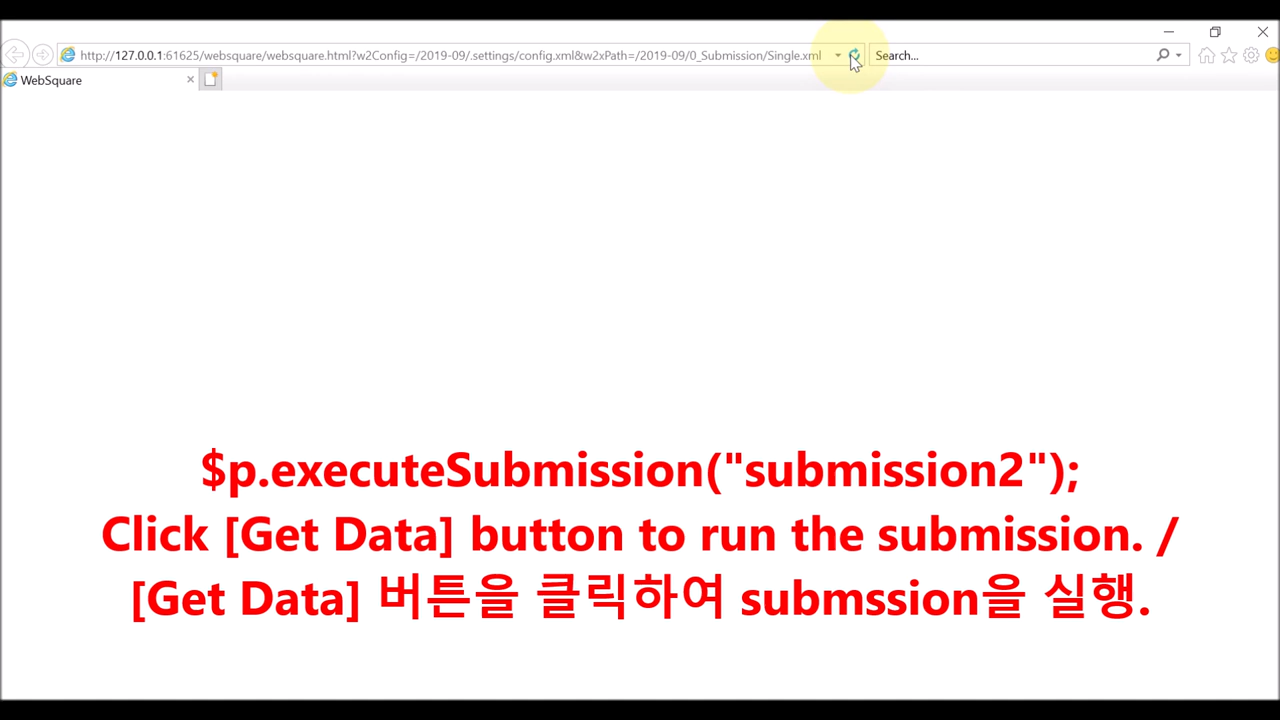 http://127.0.0.1:61625/websquare/websquare.html?w2Config=/2019-09/.settings/config.xml&w2xPath=/2019-09/0_Submission/Single.xml
Search...
WebSquare
$p.executeSubmission("submission2");
Click [Get Data] button to run the submission. /
[Get Data] 버튼을 클릭하여 submssion을 실행.